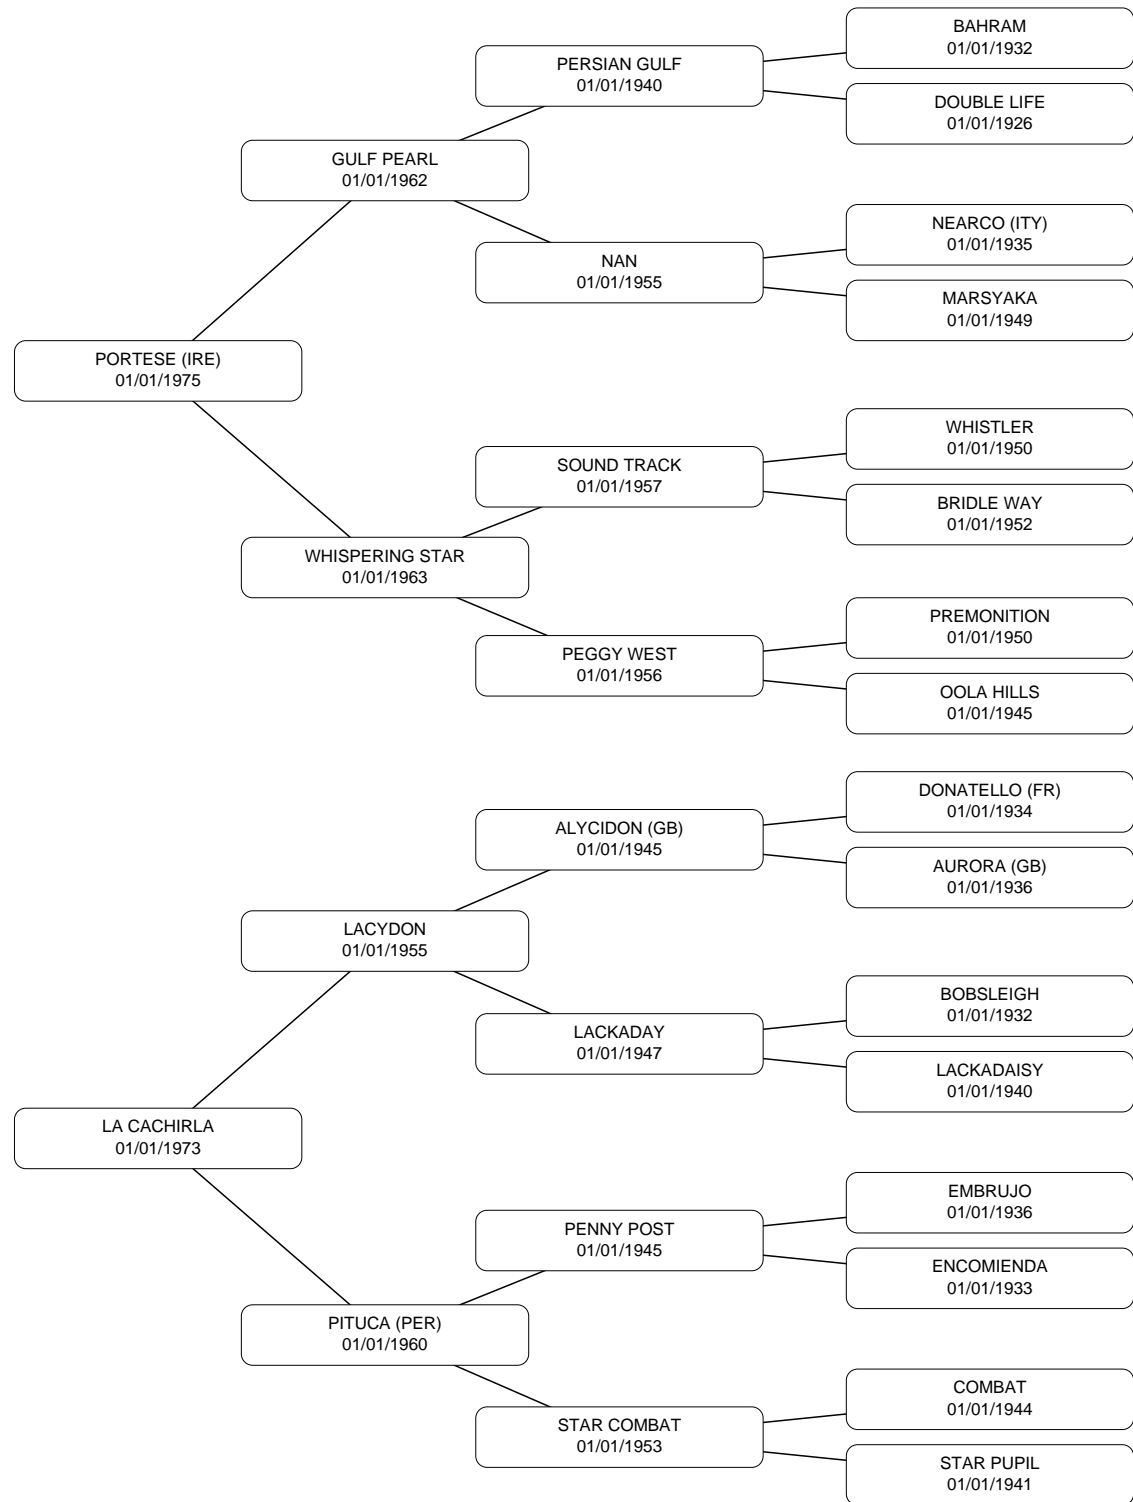 BAHRAM
01/01/1932
PERSIAN GULF
01/01/1940
DOUBLE LIFE
01/01/1926
GULF PEARL
01/01/1962
NEARCO (ITY)
01/01/1935
NAN
01/01/1955
MARSYAKA
01/01/1949
PORTESE (IRE)
01/01/1975
WHISTLER
01/01/1950
SOUND TRACK
01/01/1957
BRIDLE WAY
01/01/1952
WHISPERING STAR
01/01/1963
PREMONITION
01/01/1950
PEGGY WEST
01/01/1956
OOLA HILLS
01/01/1945
DONATELLO (FR)
01/01/1934
ALYCIDON (GB)
01/01/1945
AURORA (GB)
01/01/1936
LACYDON
01/01/1955
BOBSLEIGH
01/01/1932
LACKADAY
01/01/1947
LACKADAISY
01/01/1940
LA CACHIRLA
01/01/1973
EMBRUJO
01/01/1936
PENNY POST
01/01/1945
ENCOMIENDA
01/01/1933
PITUCA (PER)
01/01/1960
COMBAT
01/01/1944
STAR COMBAT
01/01/1953
STAR PUPIL
01/01/1941